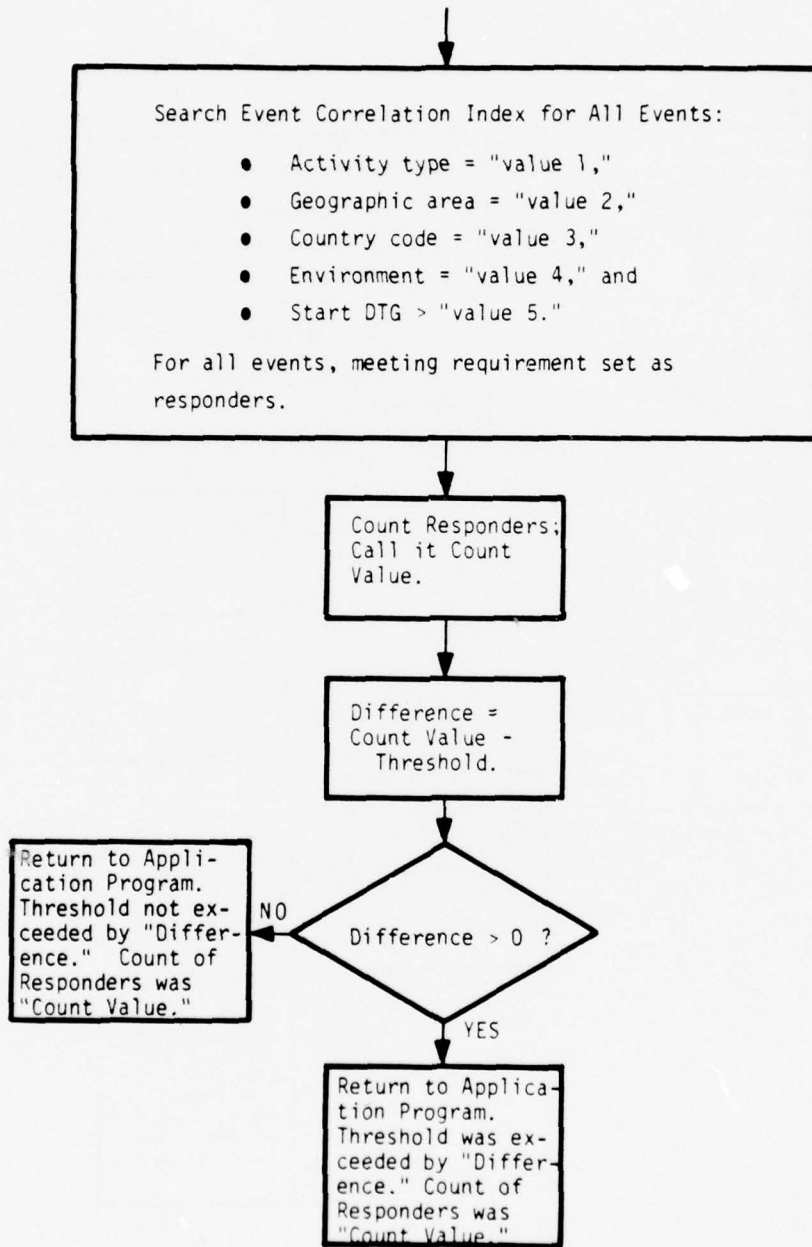 Search Event Correlation Index for All Events:
● Activity type = "value 1,"
● Geographic area = "value 2,"
● Country code = "value 3,"
● Environment = "value 4," and
● Start DTG > "value 5."
For all events, meeting requirement set as
responders.
Count Responders;
Call it Count
Value.
Difference =
Count Value -
Threshold.
Return to Appli-
cation Program.
Threshold not ex-
ceeded by "Differ-
ence." Count of
Responders was
"Count Value."
NO
Difference > 0 ?
YES
Return to Applica-
tion Program.
Threshold was ex-
ceeded by "Differ-
ence." Count of
Responders was
"Count Value."